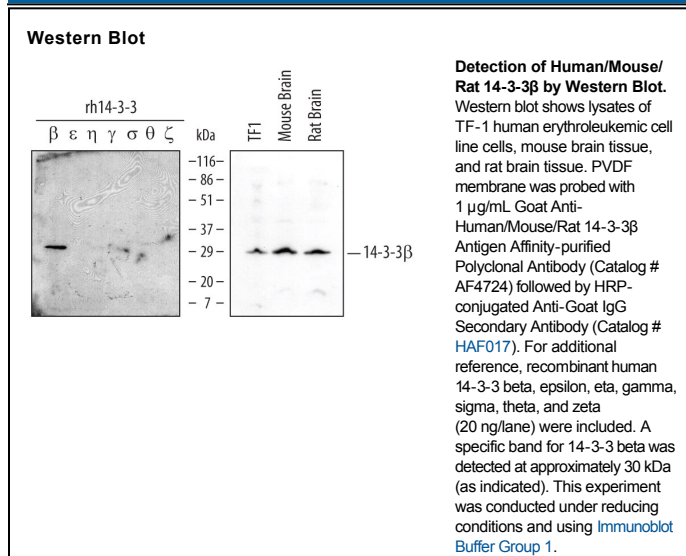 Western Blot
rh14-3-3
β ε η γ σ θ ζ
kDa
–116–
– 86 –
– 51 –
– 37 –
– 29 –
– 20 –
– 7 –
TF1
Mouse Brain
Rat Brain
14-3-3β
Detection of Human/Mouse/
Rat 14-3-3β by Western Blot.
Western blot shows lysates of
TF-1 human erythroleukemic cell
line cells, mouse brain tissue,
and rat brain tissue. PVDF
membrane was probed with
1 µg/mL Goat Anti-
Human/Mouse/Rat 14-3-3β
Antigen Affinity-purified
Polyclonal Antibody (Catalog #
AF4724) followed by HRP-
conjugated Anti-Goat IgG
Secondary Antibody (Catalog #
HAF017). For additional
reference, recombinant human
14-3-3 beta, epsilon, eta, gamma,
sigma, theta, and zeta
(20 ng/lane) were included. A
specific band for 14-3-3 beta was
detected at approximately 30 kDa
(as indicated). This experiment
was conducted under reducing
conditions and using Immunoblot
Buffer Group 1.